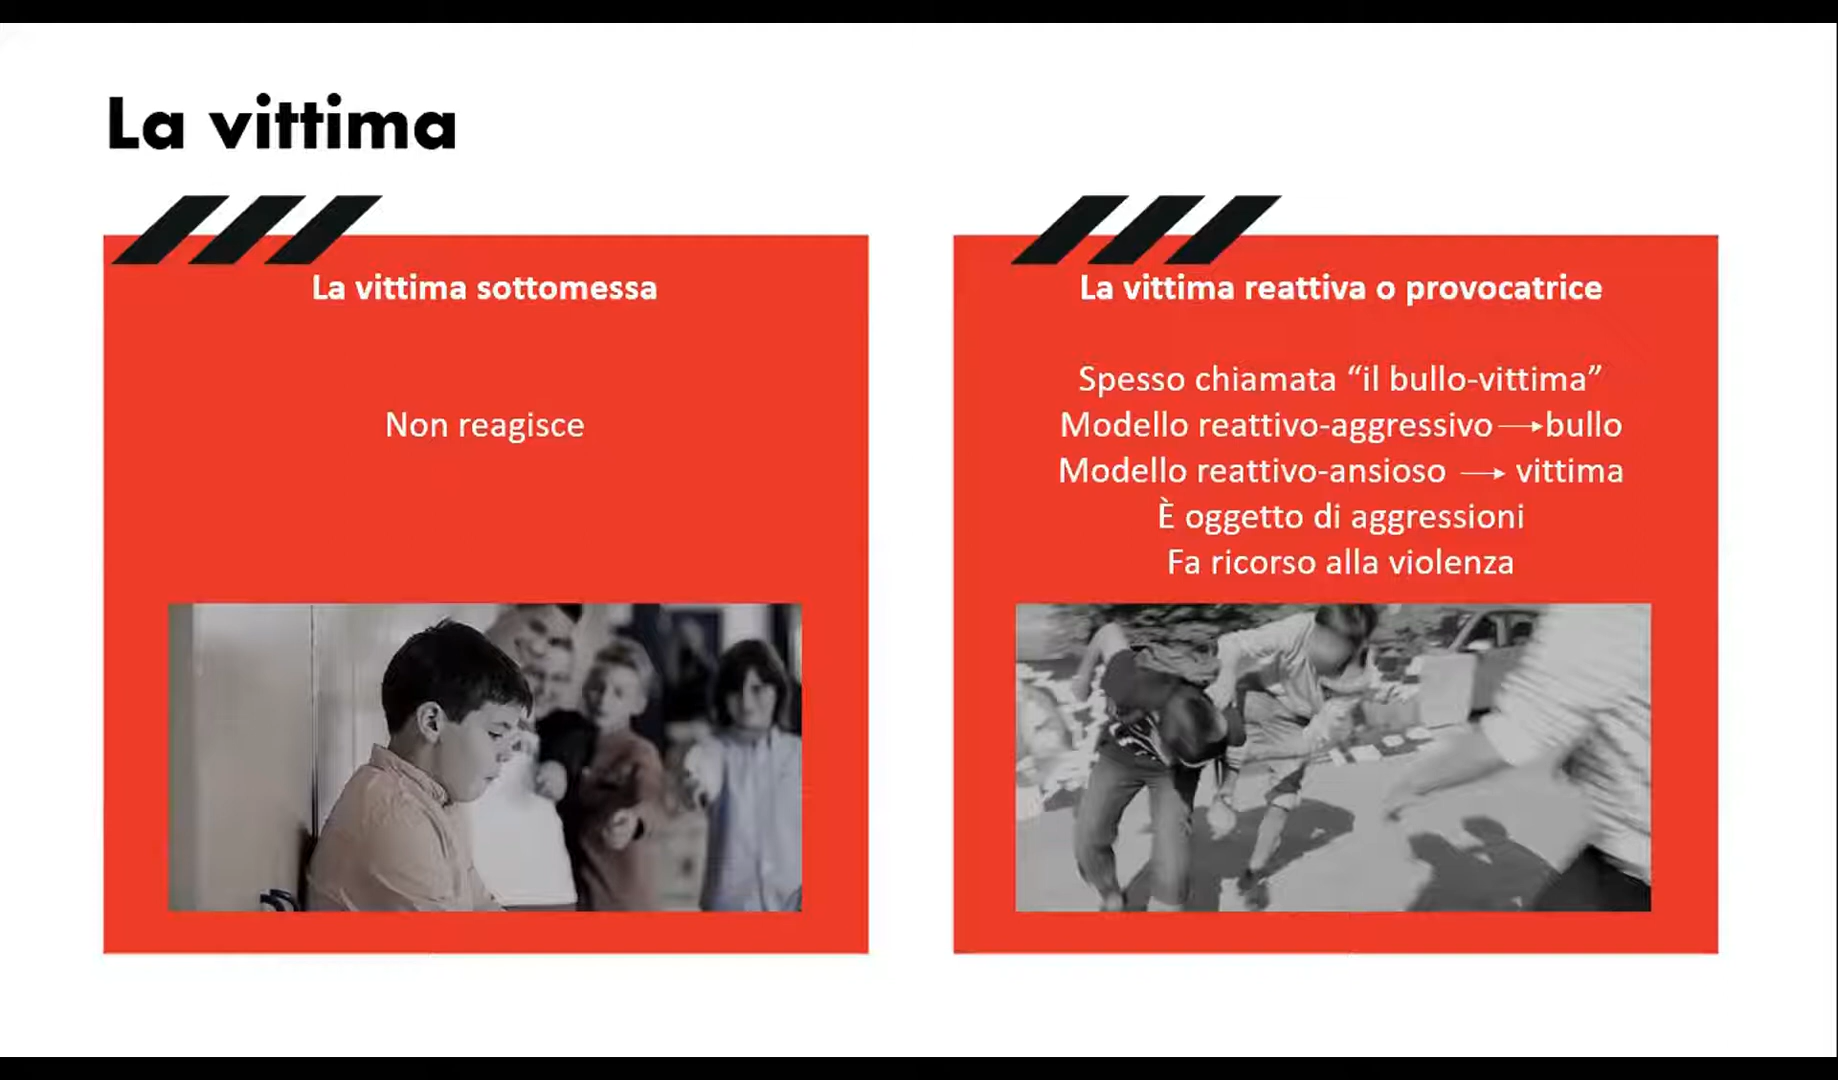 La vittima
La vittima sottomessa
Non reagisce
La vittima reattiva o provocatrice
Spesso chiamata “il bullo-vittima”
Modello reattivo-aggressivo → bullo
Modello reattivo-ansioso → vittima
È oggetto di aggressioni
Fa ricorso alla violenza